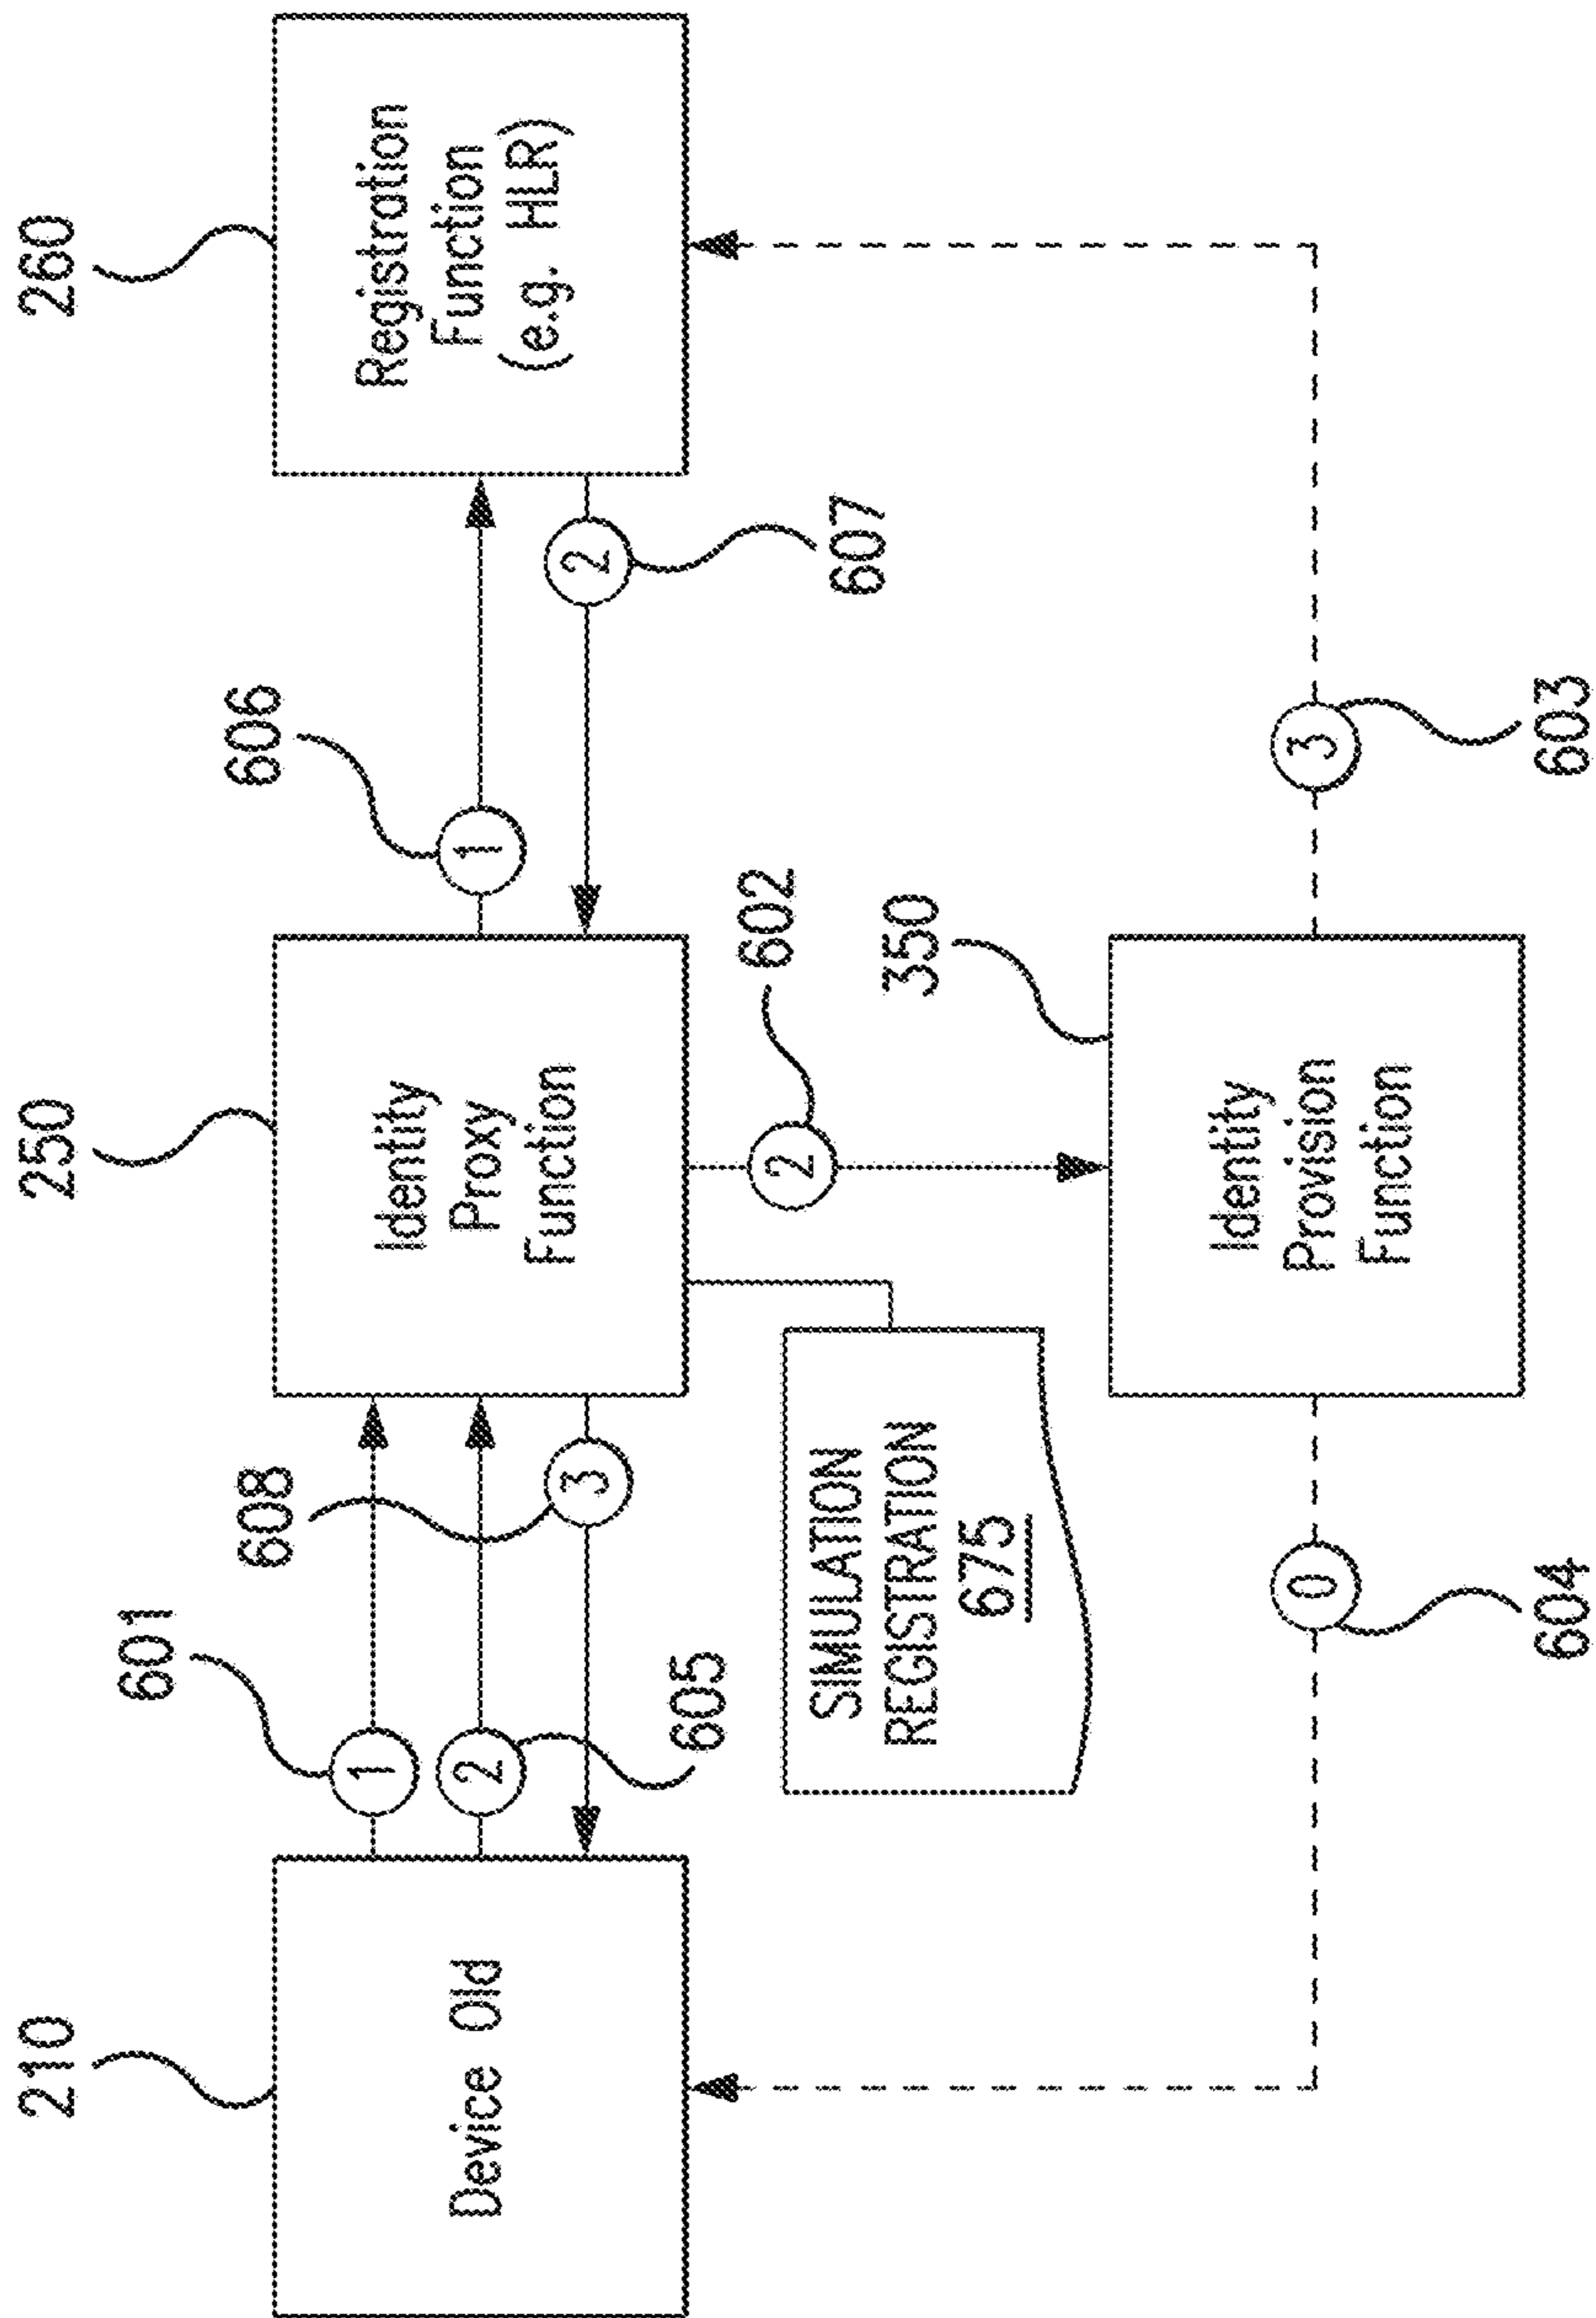 210
250
260
601
608
606
1
2
3
605
1
2
607
Device Old
Identity
Proxy
Function
Registration
Function
(e.g. HLR)
SIMULATION
REGISTRATION
675
2
602
350
Identity
Provision
Function
0
604
3
603